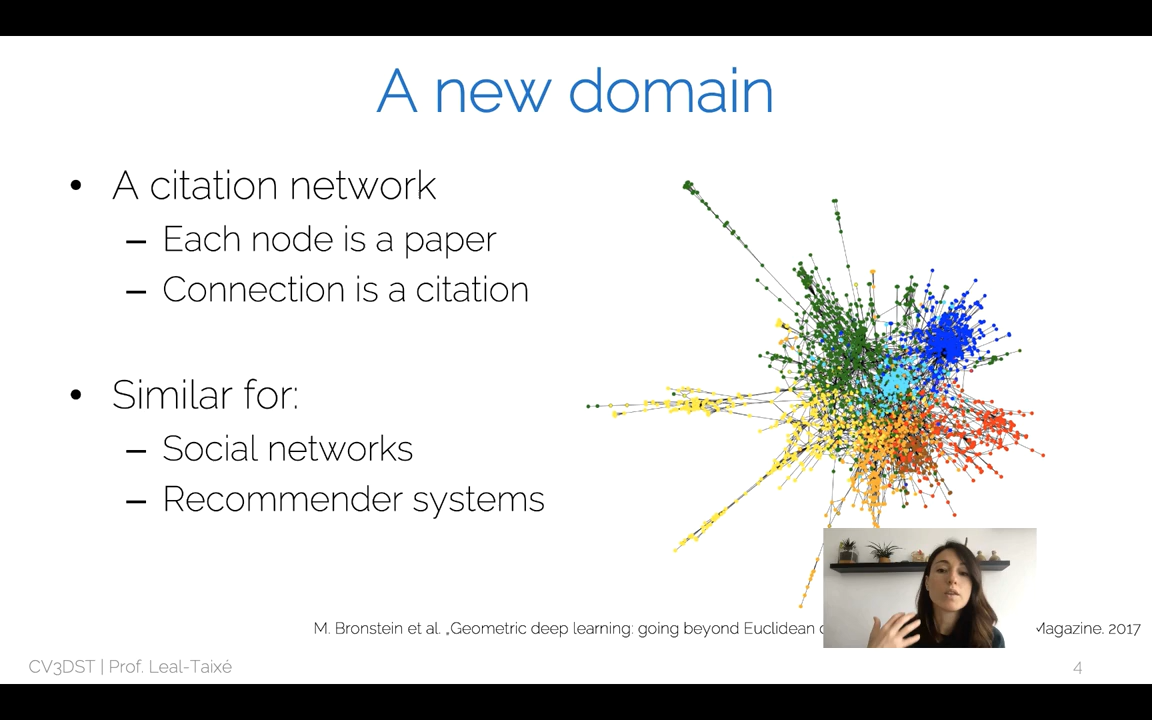 A new domain
• A citation network
– Each node is a paper
– Connection is a citation
• Similar for:
– Social networks
– Recommender systems
M. Bronstein et al. „Geometric deep learning: going beyond Euclidean Magazine. 2017
CV3DST | Prof. Leal-Taixé
4